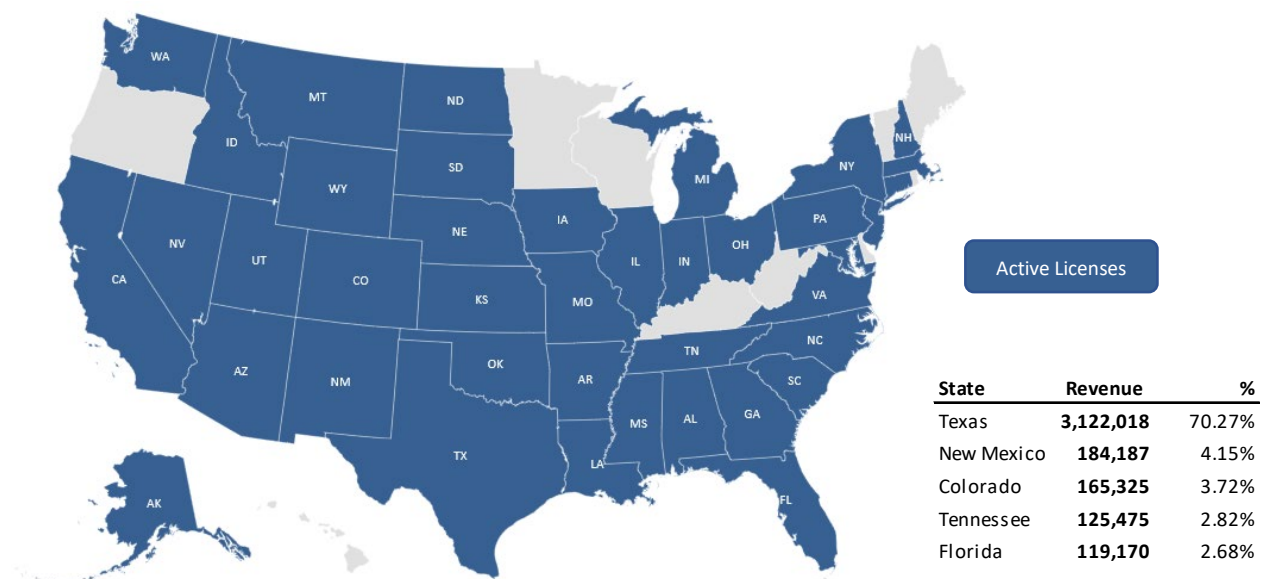 WA
MT
ND
ID
SD
WY
MI
NH
NY
IA
PA
NE
NV
UT
IL
IN
OH
CO
CA
KS
MO
VA
TN
NC
AZ
NM
OK
AR
SC
MS
AL
GA
TX
LA
FL
AK
Active Licenses
State Revenue %
Texas 3,122,018 70.27%
New Mexico 184,187 4.15%
Colorado 165,325 3.72%
Tennessee 125,475 2.82%
Florida 119,170 2.68%